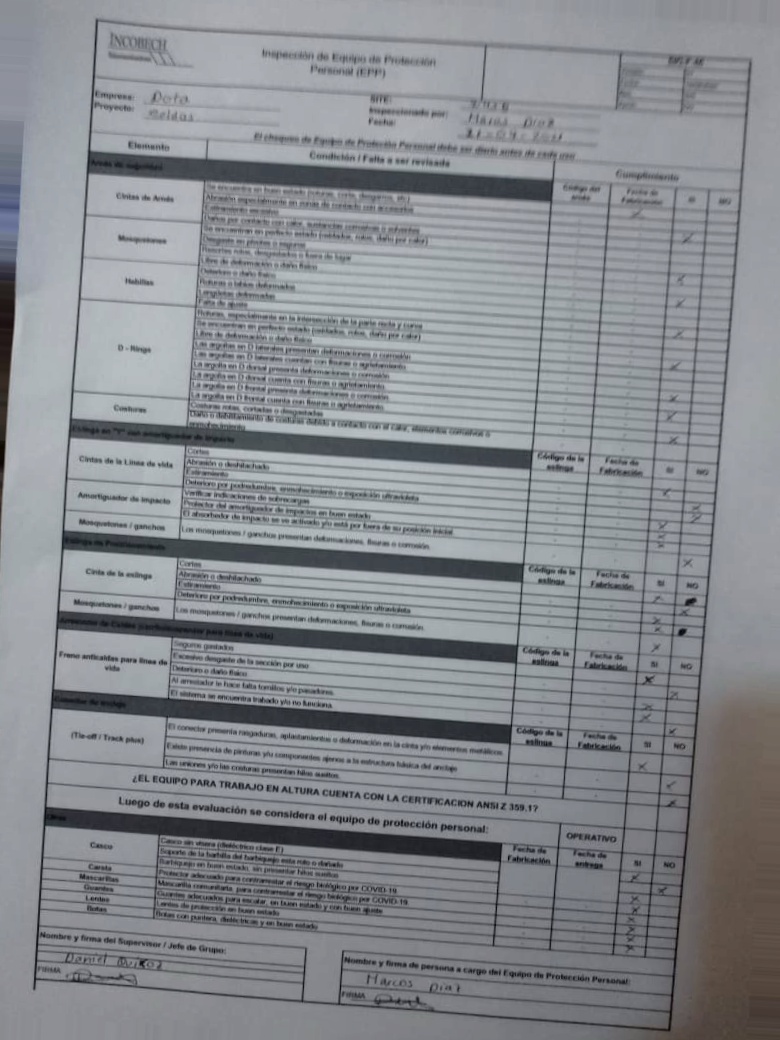 INCOBECH
Inspección de Equipo de Protección
Personal (EPP)
Empresa:
Proyecto:
SITE:
Inspeccionado por: Marcos Diaz
Fecha:
El chequeo de Equipo de Protección Personal debe ser diario antes de cada uso
Elemento
Condición / Falta a ser revisada
Cumplimiento
Arnés de seguridad
Código del arnés
Fecha de Fabricación
SI
NO
Cintas de Arnés
Se encuentra en buen estado (roturas, corte, desgarros, etc)
Abrasión especialmente en zonas de contacto con accesorios
Estiramiento excesivo
Daños por contacto con calor, sustancias corrosivas o solventes
Mosquetones
Se encuentran en perfecto estado (oxidados, rotos, daño por calor)
Desgaste en pivotes o seguros
Resortes rotos, desgastados o fuera de lugar
Libre de deformación o daño físico
Hebillas
Deterioro o daño físico
Roturas o lados deformados
Lengüetas deformadas
Falta de ajuste
D - Rings
Roturas, especialmente en la intersección de la parte recta y curva
Se encuentran en perfecto estado (oxidados, rotos, daño por calor)
Libre de deformación o daño físico
Las argollas en D laterales presentan deformaciones o corrosión
Las argollas en D laterales cuentan con fisuras o agrietamiento.
La argolla en D dorsal presenta deformaciones o corrosión
La argolla en D dorsal cuenta con fisuras o agrietamiento.
La argolla en D frontal presenta deformaciones o corrosión.
La argolla en D frontal cuenta con fisuras o agrietamiento.
Costuras
Costuras rotas, cortadas o desgastadas
Daño o debilitamiento de costuras debido a contacto con el calor, elementos corrosivos o
enmohecimiento
Eslinga en "Y" con amortiguador de impacto
Código de la eslinga
Fecha de Fabricación
SI
NO
Cintas de la Línea de vida
Cortes
Abrasión o deshilachado
Estiramiento
Deterioro por podredumbre, enmohecimiento o exposición ultravioleta
Amortiguador de impacto
Verificar indicaciones de sobrecargas
Protector del amortiguador de impactos en buen estado
El absorbedor de impacto se ve activado y/o está por fuera de su posición inicial
Mosquetones / ganchos
Los mosquetones / ganchos presentan deformaciones, fisuras o corrosión.
Eslinga de Posicionamiento
Código de la eslinga
Fecha de Fabricación
SI
NO
Cinta de la eslinga
Cortes
Abrasión o deshilachado
Estiramiento
Deterioro por podredumbre, enmohecimiento o exposición ultravioleta
Mosquetones / ganchos
Los mosquetones / ganchos presentan deformaciones, fisuras o corrosión.
Código de la eslinga
Fecha de Fabricación
SI
NO
Freno anticaídas para línea de vida
Seguros gastados
Excesivo desgaste de la sección por uso
Deterioro o daño físico
Al arrestador le hace falta tornillos y/o pasadores
El sistema se encuentra trabado y/o no funciona.
Conector de anclaje
Código de la eslinga
Fecha de Fabricación
SI
NO
(Tie-off / Track plus)
El conector presenta rasgaduras, aplastamientos o deformación en la cinta y/o elementos metálicos.
Existe presencia de pinturas y/u componentes ajenos a la estructura básica del anclaje
Las uniones y/o las costuras presentan hilos sueltos.
¿EL EQUIPO PARA TRABAJO EN ALTURA CUENTA CON LA CERTIFICACION ANSI Z 359.1?
Luego de esta evaluación se considera el equipo de protección personal:
OPERATIVO
Otros
Fecha de Fabricación
Fecha de entrega
SI
NO
Casco
Casco sin visera (dieléctrico clase E)
Soporte de la barbilla del barbiquejo esta roto o dañado
Barbiquejo en buen estado, sin presentar hilos sueltos
Careta
Protector adecuado para contrarrestar el riesgo biológico por COVID-19
Mascarillas
Mascarilla comunitaria, para contrarrestar el riesgo biológico por COVID-19.
Guantes
Guantes adecuados para escalar, en buen estado y con buen ajuste
Lentes
Lentes de protección en buen estado
Botas
Botas con puntera, dieléctricas y en buen estado
Nombre y firma del Supervisor / Jefe de Grupo:
Daniel Quiroz
FIRMA
Nombre y firma de persona a cargo del Equipo de Protección Personal:
Marcos Diaz
FIRMA